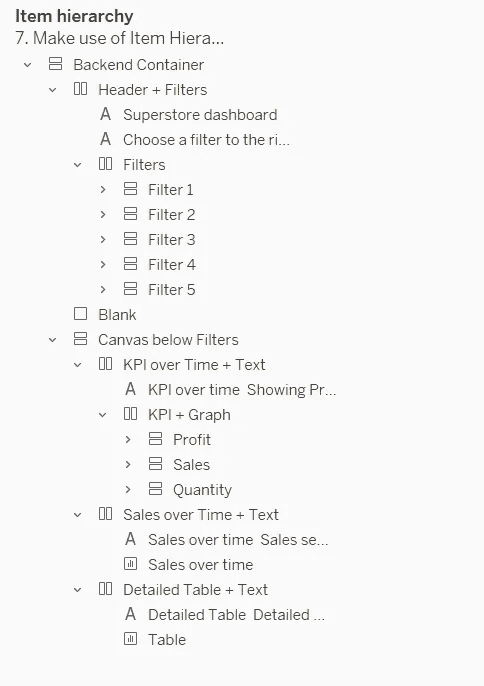 Item hierarchy
7. Make use of Item Hiera...
Backend Container
Header + Filters
A Superstore dashboard
A Choose a filter to the ri...
Filters
Filter 1
Filter 2
Filter 3
Filter 4
Filter 5
Blank
Canvas below Filters
KPI over Time + Text
A KPI over time  Showing Pr...
KPI + Graph
Profit
Sales
Quantity
Sales over Time + Text
A Sales over time  Sales se...
Sales over time
Detailed Table + Text
A Detailed Table  Detailed ...
Table